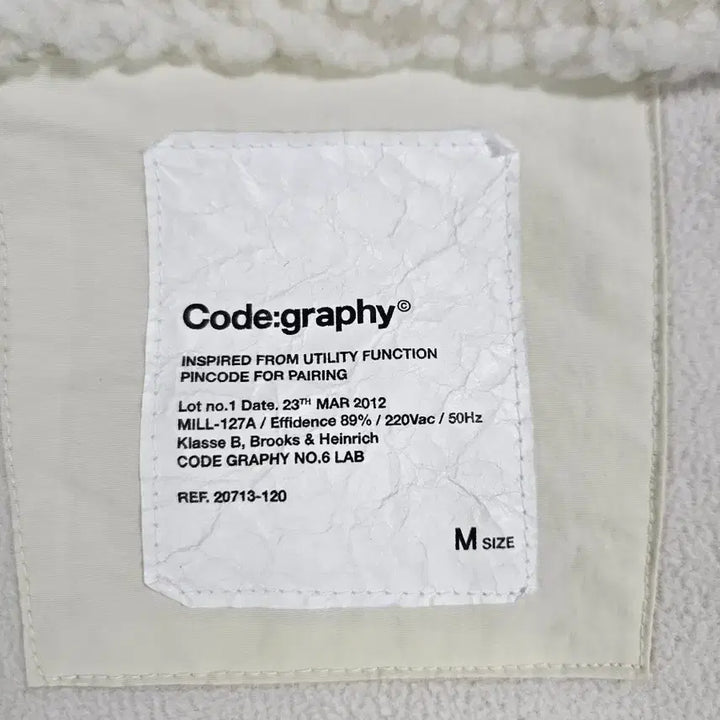 Code:graphy©
INSPIRED FROM UTILITY FUNCTION
PINCODE FOR PAIRING
Lot no.1 Date. 23TH MAR 2012
MILL-127A / Effidence 89% / 220Vac / 50Hz
Klasse B, Brooks & Heinrich
CODE GRAPHY NO.6 LAB
REF. 20713-120
M SIZE